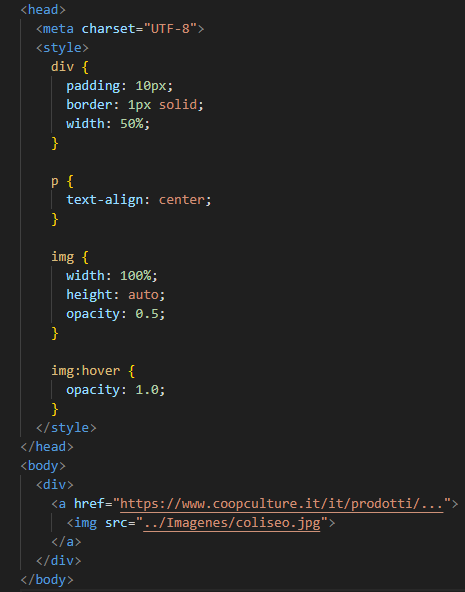 <head>
<meta charset="UTF-8">
<style>
div {
padding: 10px;
border: 1px solid;
width: 50%;
}
p {
text-align: center;
}
img {
width: 100%;
height: auto;
opacity: 0.5;
}
img:hover {
opacity: 1.0;
}
</style>
</head>
<body>
<div>
<a href="https://www.coopculture.it/it/prodotti/...">
<img src="../Imagenes/coliseo.jpg">
</a>
</div>
</body>